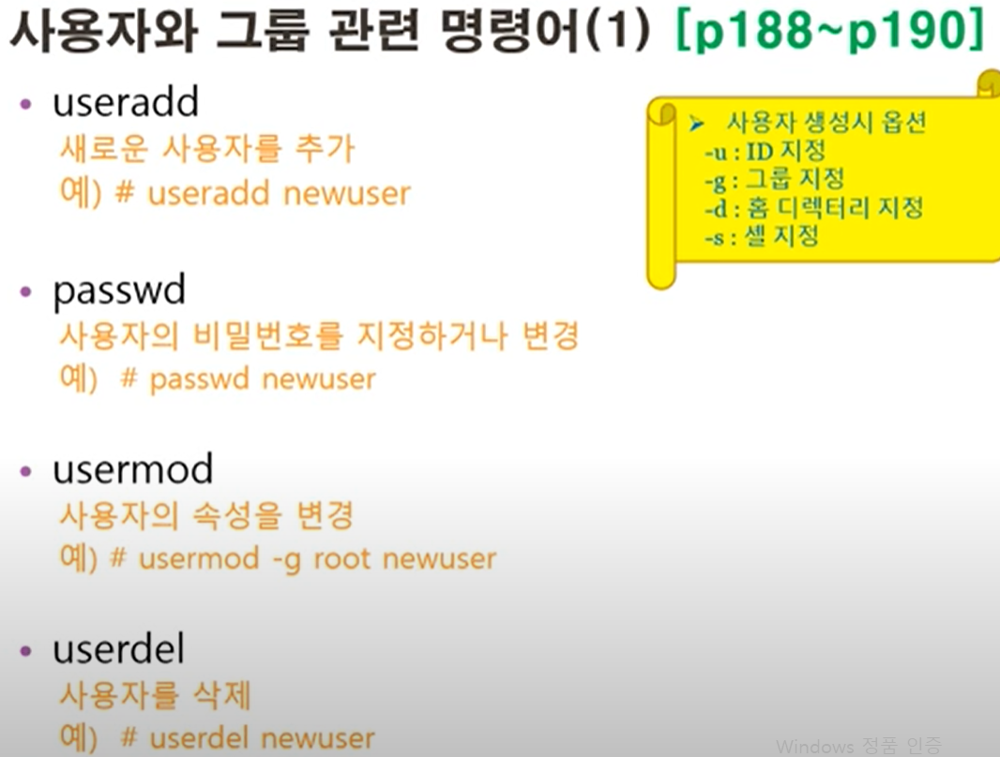 사용자와 그룹 관련 명령어(1) [p188~p190]
• useradd
새로운 사용자를 추가
예) # useradd newuser
➢ 사용자 생성시 옵션
-u : ID 지정
-g : 그룹 지정
-d : 홈 디렉터리 지정
-s : 셸 지정
• passwd
사용자의 비밀번호를 지정하거나 변경
예) # passwd newuser
• usermod
사용자의 속성을 변경
예) # usermod -g root newuser
• userdel
사용자를 삭제
예) # userdel newuser
Windows 정품 인증